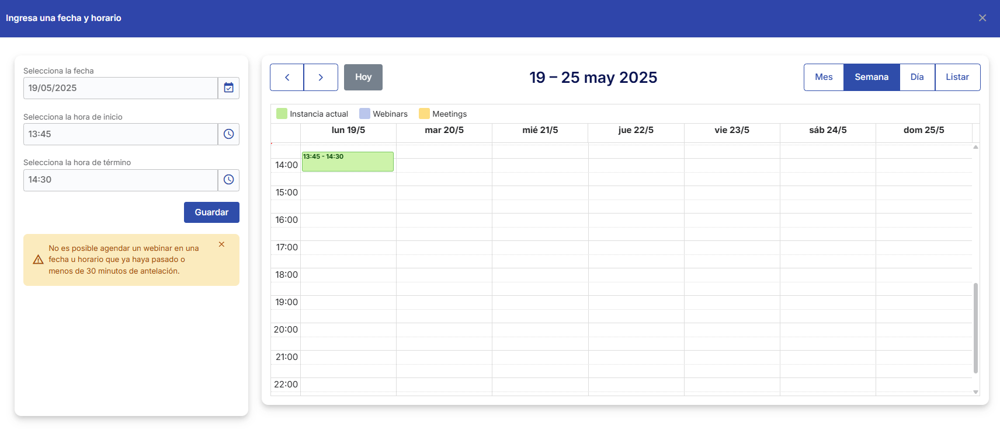 Ingresa una fecha y horario
Selecciona la fecha
19/05/2025
Selecciona la hora de inicio
13:45
Selecciona la hora de término
14:30
Guardar
No es posible agendar un webinar en una
fecha u horario que ya haya pasado o
menos de 30 minutos de antelación.
Hoy
19 – 25 may 2025
Mes Semana Día Listar
Instancia actual Webinars Meetings
lun 19/5 mar 20/5 mié 21/5 jue 22/5 vie 23/5 sáb 24/5 dom 25/5
13:45 - 14:30
14:00
15:00
16:00
17:00
18:00
19:00
20:00
21:00
22:00